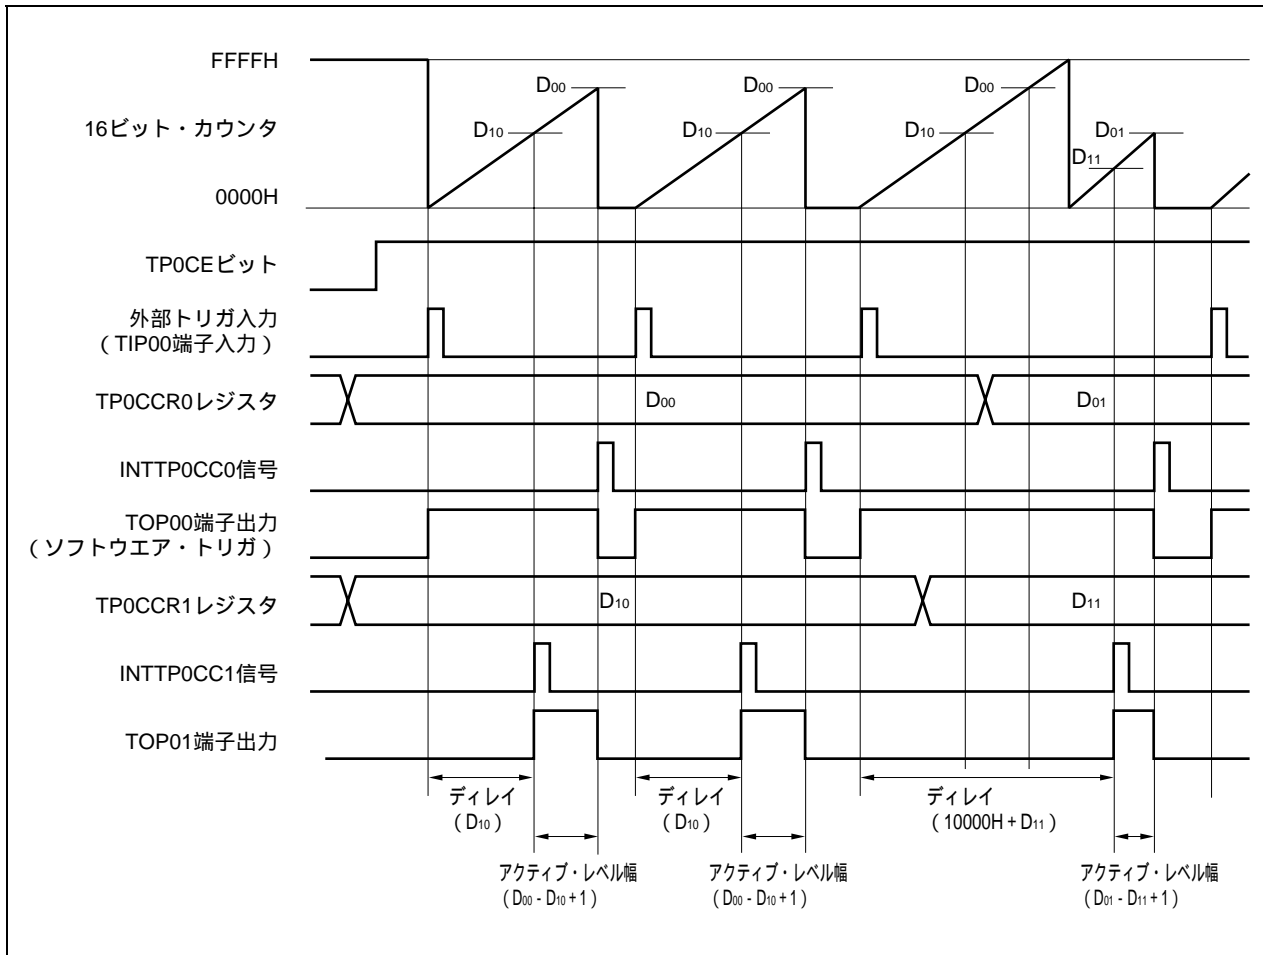 FFFFH
D00 D00 D00
16ビット・カウンタ D10 D10 D10 D01
D11
0000H
TP0CEビット
外部トリガ入力
(TIP00端子入力)
TP0CCR0レジスタ D00 D01
INTTP0CC0信号
TOP00端子出力
(ソフトウエア・トリガ)
TP0CCR1レジスタ D10 D11
INTTP0CC1信号
TOP01端子出力
ディレイ ディレイ ディレイ
(D10) (D10) (10000H + D11)
アクティブ・レベル幅 アクティブ・レベル幅 アクティブ・レベル幅
(D00 - D10 + 1) (D00 - D10 + 1) (D01 - D11 + 1)